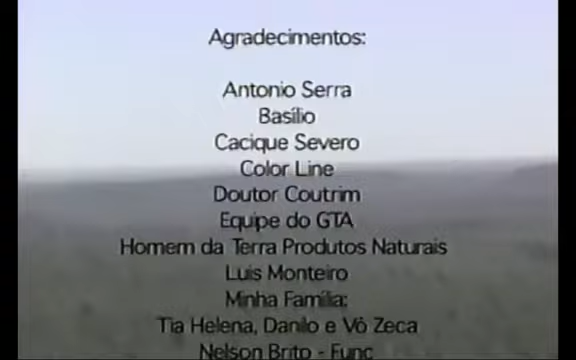 Agradecimentos:
Antonio Serra
Basílio
Cacique Severo
Color Line
Doutor Coutrim
Equipe do GTA
Homem da Terra Produtos Naturais
Luis Monteiro
Minha Família:
Tia Helena, Danilo e Vó Zeca
Nelson Brito - Func